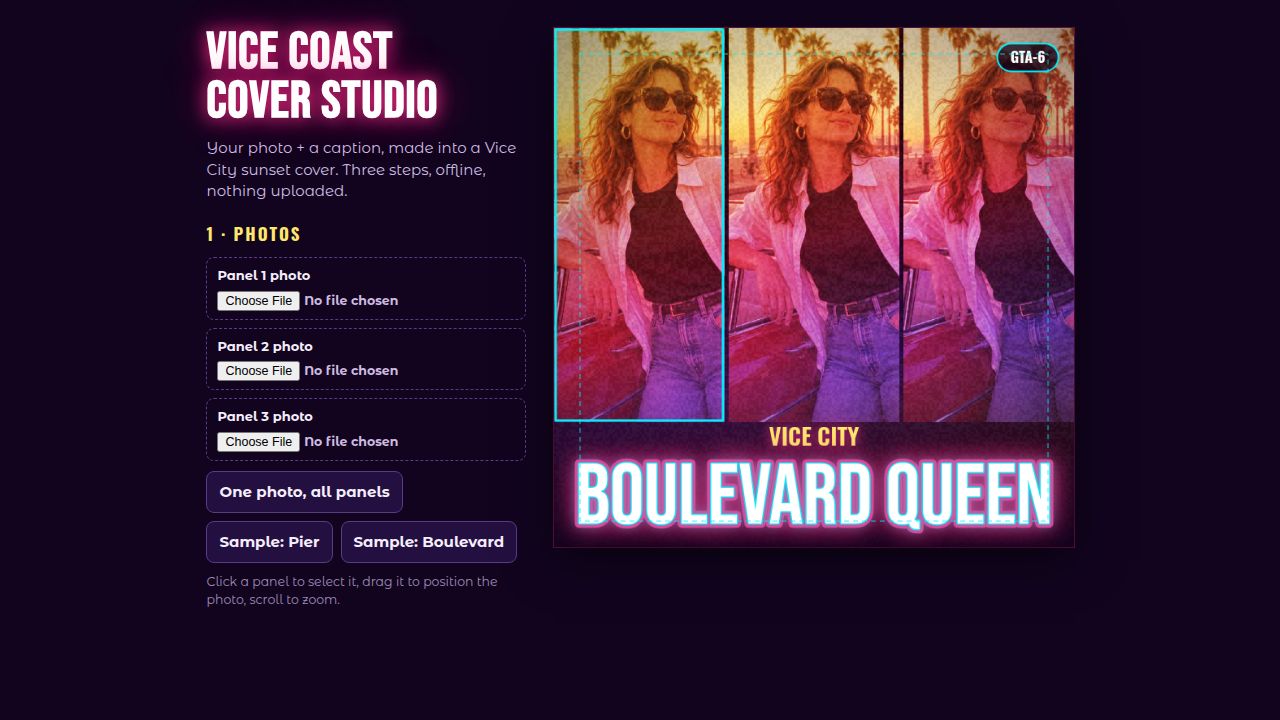 VICE COAST
COVER STUDIO
Your photo + a caption, made into a Vice
City sunset cover. Three steps, offline,
nothing uploaded.
1 · PHOTOS
Panel 1 photo
Choose File No file chosen
Panel 2 photo
Choose File No file chosen
Panel 3 photo
Choose File No file chosen
One photo, all panels
Sample: Pier
Sample: Boulevard
Click a panel to select it, drag it to position the
photo, scroll to zoom.
GTA-6
VICE CITY
BOULEVARD QUEEN